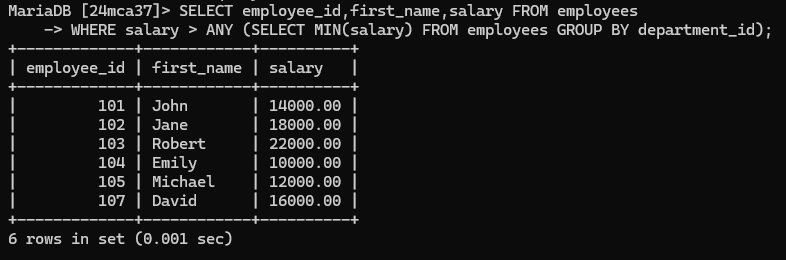 MariaDB [24mca37]> SELECT employee_id,first_name,salary FROM employees
    -> WHERE salary > ANY (SELECT MIN(salary) FROM employees GROUP BY department_id);
+-------------+------------+----------+
| employee_id | first_name | salary   |
+-------------+------------+----------+
|         101 | John       | 14000.00 |
|         102 | Jane       | 18000.00 |
|         103 | Robert     | 22000.00 |
|         104 | Emily      | 10000.00 |
|         105 | Michael    | 12000.00 |
|         107 | David      | 16000.00 |
+-------------+------------+----------+
6 rows in set (0.001 sec)